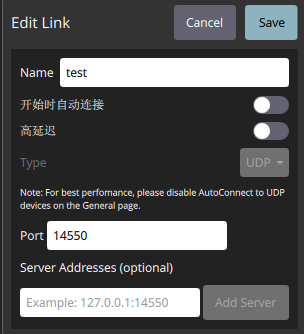 Edit Link
Cancel
Save
Name
test
开始时自动连接
高延迟
Type
UDP
Note: For best perfomance, please disable AutoConnect to UDP
devices on the General page.
Port
14550
Server Addresses (optional)
Example: 127.0.0.1:14550
Add Server